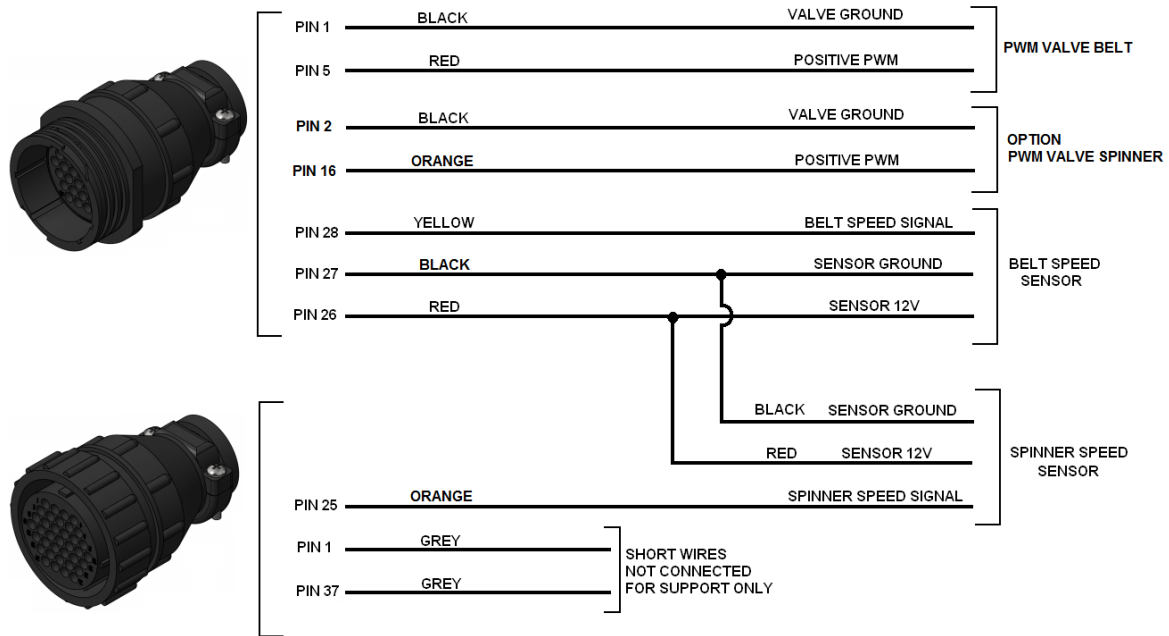 PIN 1 BLACK VALVE GROUND
PWM VALVE BELT
PIN 5 RED POSITIVE PWM
PIN 2 BLACK VALVE GROUND
OPTION
PWM VALVE SPINNER
PIN 16 ORANGE POSITIVE PWM
PIN 28 YELLOW BELT SPEED SIGNAL
PIN 27 BLACK SENSOR GROUND
BELT SPEED
SENSOR
PIN 26 RED SENSOR 12V
BLACK SENSOR GROUND
RED SENSOR 12V
SPINNER SPEED
SENSOR
PIN 25 ORANGE SPINNER SPEED SIGNAL
PIN 1 GREY
PIN 37 GREY
SHORT WIRES
NOT CONNECTED
FOR SUPPORT ONLY